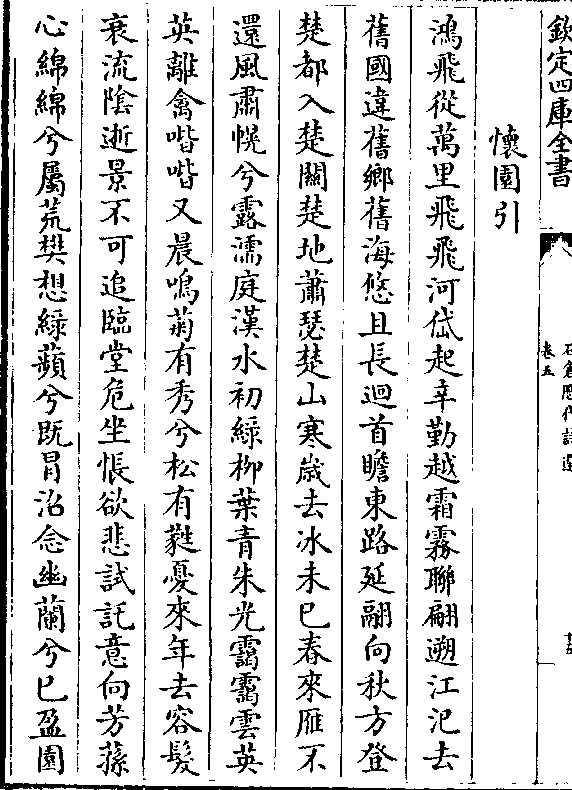 欽定四庫全書
石倉歷代詩選
卷五
懷園引
鴻飛從萬里飛飛河岱起辛勤越霜霧聯翩遡江汜去
舊國違舊鄉舊海悠且長迴首瞻東路延翮向秋方登
楚都入楚關楚地蕭瑟楚山寒歲去冰未已春來雁不
還風肅幌兮露濡庭漢水初綠柳葉青朱光靄靄雲英
英離禽喈喈又晨鳴菊有秀兮松有蕤憂來年去容髮
衰流陰逝景不可追臨堂危坐悵欲悲試託意向芳蓀
心綿綿兮屬荒樊想綠蘋兮既冒沼念幽蘭兮已盈園